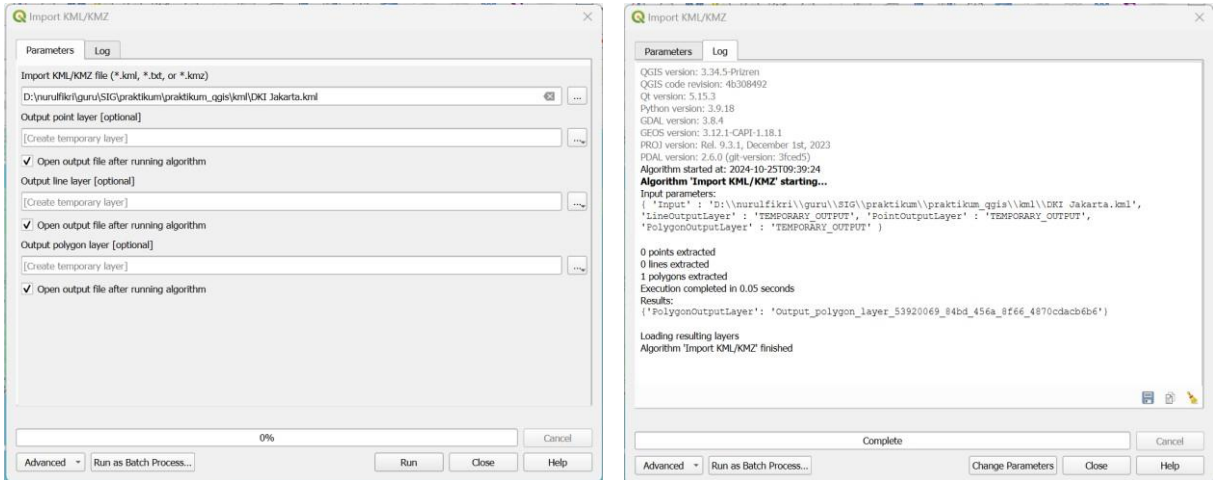 Import KML/KMZ
Parameters Log
Import KML/KMZ file (*.kml, *.txt, or *.kmz)
D:\nurulfikri\guru\SIG\praktikum\praktikum_qgis\kml\DKI Jakarta.kml
...
Output point layer [optional]
[Create temporary layer]
...
Open output file after running algorithm
Output line layer [optional]
[Create temporary layer]
...
Open output file after running algorithm
Output polygon layer [optional]
[Create temporary layer]
...
Open output file after running algorithm
0%
Cancel
Advanced Run as Batch Process... Run Close Help
Import KML/KMZ
Parameters Log
QGIS version: 3.34.5-Prizren
QGIS code revision: 4b308492
Qt version: 5.15.3
Python version: 3.9.18
GDAL version: 3.8.4
GEOS version: 3.12.1-CAPI-1.18.1
PROJ version: Rel. 9.3.1, December 1st, 2023
PDAL version: 2.6.0 (git-version: 3fced5)
Algorithm started at: 2024-10-25T09:39:24
Algorithm 'Import KML/KMZ' starting...
Input parameters:
{ 'Input' : 'D:\\nurulfikri\\guru\\SIG\\praktikum\\praktikum_qgis\\kml\\DKI Jakarta.kml',
'LineOutputLayer' : 'TEMPORARY_OUTPUT', 'PointOutputLayer' : 'TEMPORARY_OUTPUT',
'PolygonOutputLayer' : 'TEMPORARY_OUTPUT' }
0 points extracted
0 lines extracted
1 polygons extracted
Execution completed in 0.05 seconds
Results:
{'PolygonOutputLayer': 'Output_polygon_layer_53920069_84bd_456a_8f66_4870cdacb6b6'}
Loading resulting layers
Algorithm 'Import KML/KMZ' finished
Complete
Cancel
Advanced Run as Batch Process... Change Parameters Close Help